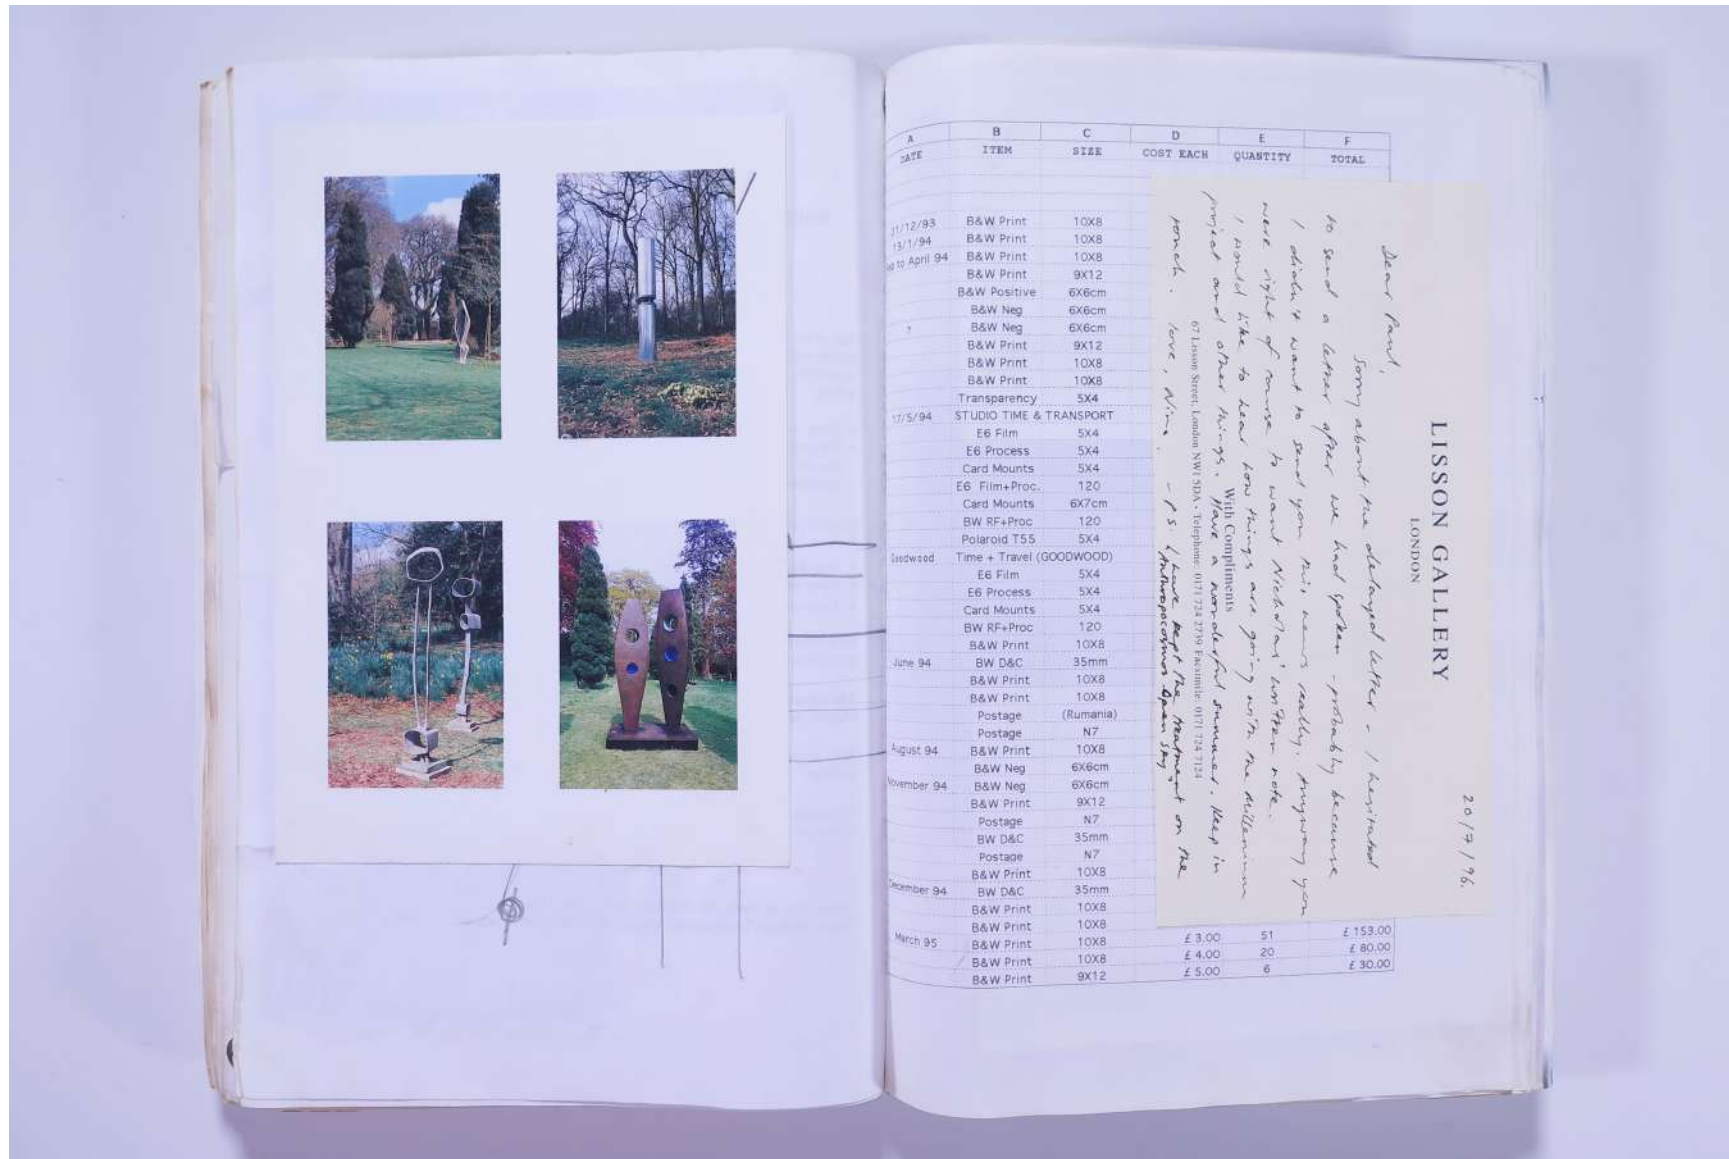 A B C D E F
DATE ITEM SIZE COST EACH QUANTITY TOTAL
/12/93 B&W Print 10X8
13/1/94 B&W Print 10X8
to April 94 B&W Print 10X8
B&W Print 9X12
B&W Positive 6X6cm
B&W Neg 6X6cm
? B&W Neg 6X6cm
B&W Print 9X12
B&W Print 10X8
B&W Print 10X8
Transparency 5X4
17/5/94 STUDIO TIME & TRANSPORT
E6 Film 5X4
E6 Process 5X4
Card Mounts 5X4
E6 Film+Proc. 120
Card Mounts 6X7cm
BW RF+Proc 120
Polaroid T55 5X4
Goodwood Time + Travel (GOODWOOD)
E6 Film 5X4
E6 Process 5X4
Card Mounts 5X4
BW RF+Proc 120
B&W Print 10X8
June 94 BW D&C 35mm
B&W Print 10X8
B&W Print 10X8
Postage (Rumania)
Postage N7
August 94 B&W Print 10X8
B&W Neg 6X6cm
November 94 B&W Neg 6X6cm
B&W Print 9X12
Postage N7
BW D&C 35mm
Postage N7
B&W Print 10X8
December 94 BW D&C 35mm
B&W Print 10X8
B&W Print 10X8
March 95 B&W Print 10X8 £ 3.00 51 £ 153.00
B&W Print 10X8 £ 4.00 20 £ 80.00
B&W Print 9X12 £ 5.00 6 £ 30.00
LISSON GALLERY
LONDON
20/7/96.
Dear Paul,
Sorry about the delayed letter - I hesitated
to send a letter after we had spoken - probably because
I didn't want to send you this news really. Anyway you
were right of course to want Nicholas' written note.
I would like to hear how things are going with the Millenium
project and other things. Have a wonderful summer. Keep in
touch. love, - P.S. I have kept the treatment on the
Anthropocosmos Open Sky
With Compliments
67 Lisson Street, London NW1 5DA · Telephone: 0171 724 2739 Facsimile: 0171 724 7124